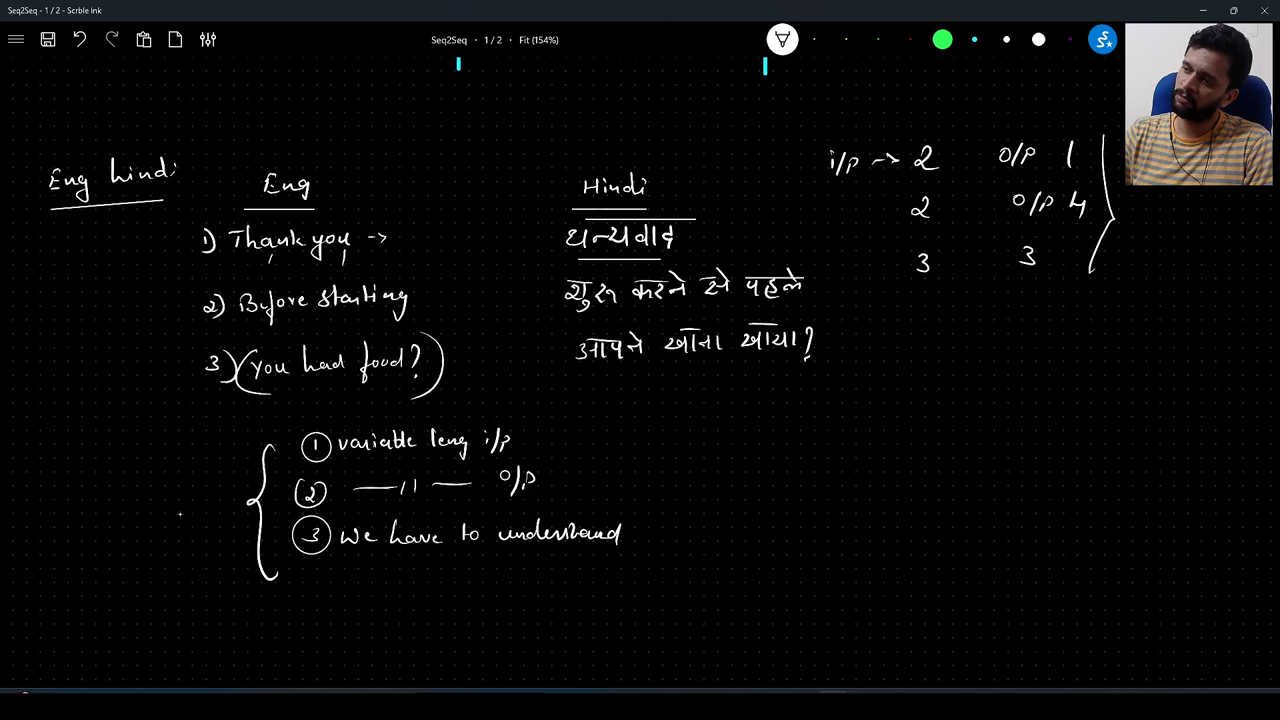 Seq2Seq - 1 / 2 - Scrble Ink
Seq2Seq • 1 / 2 • Fit (154%)
Eng hindi
Eng
Hindi
i/p -> 2 o/p 1
1) Thank you ->
धन्यवाद
2 o/p 4
2) Before starting
शुरू करने से पहले
3 3
3) (You had food?)
आपने खाना खाया?
1 variable leng i/p
(2) —— 11 —— o/p
3 We have to understand